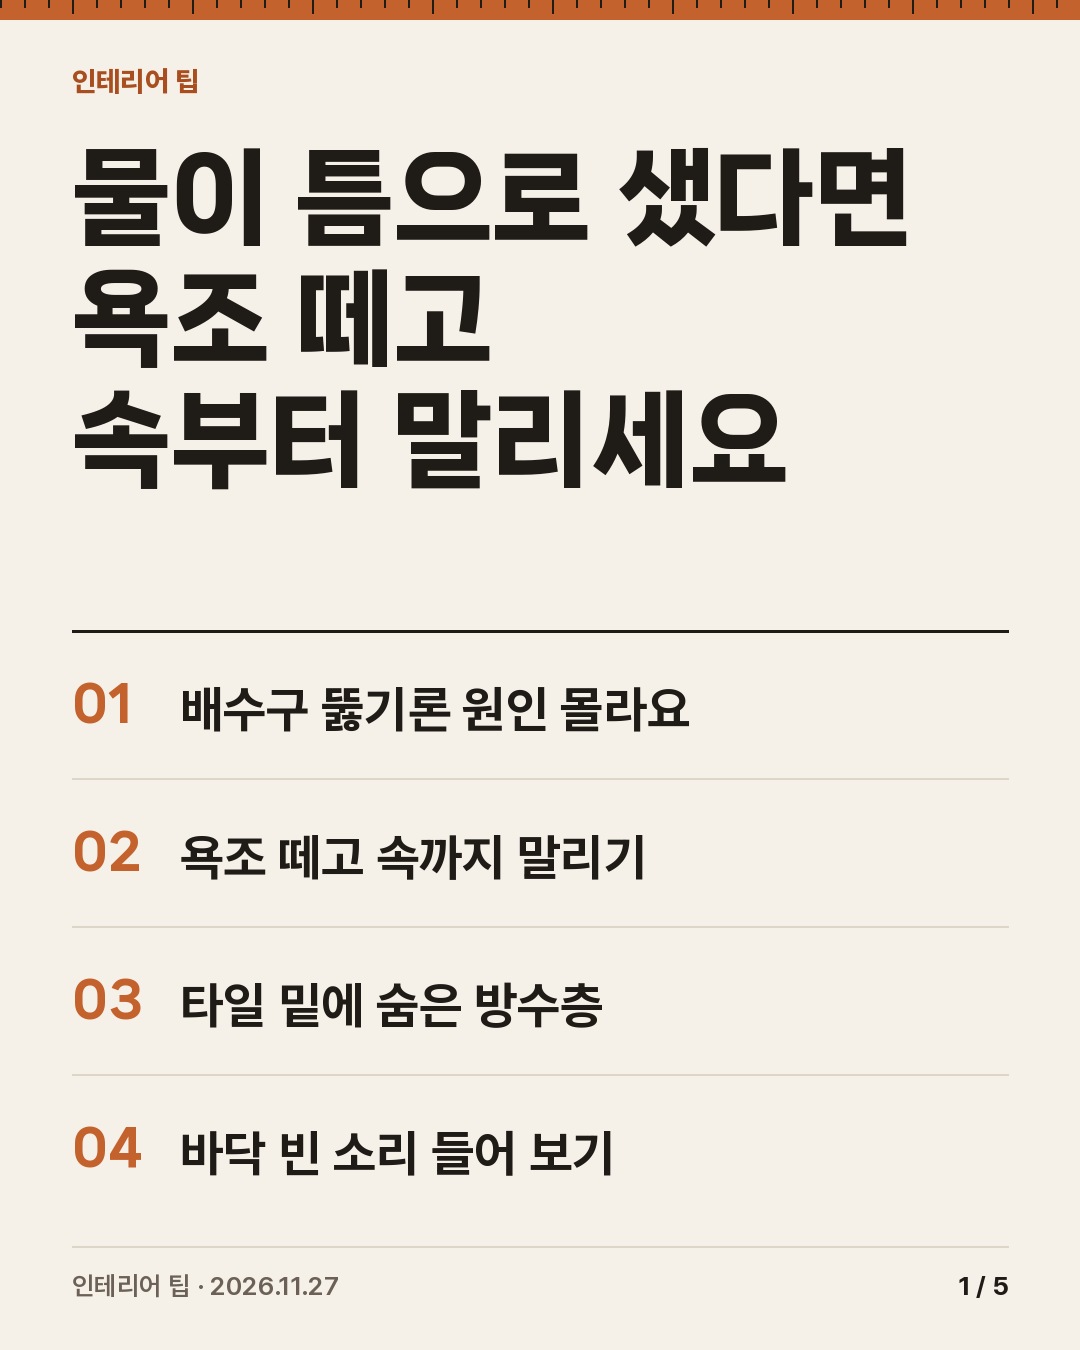 인테리어 팁
물이 틈으로 샜다면
욕조 떼고
속부터 말리세요
01 배수구 뚫기론 원인 몰라요
02 욕조 떼고 속까지 말리기
03 타일 밑에 숨은 방수층
04 바닥 빈 소리 들어 보기
인테리어 팁 · 2026.11.27
1 / 5